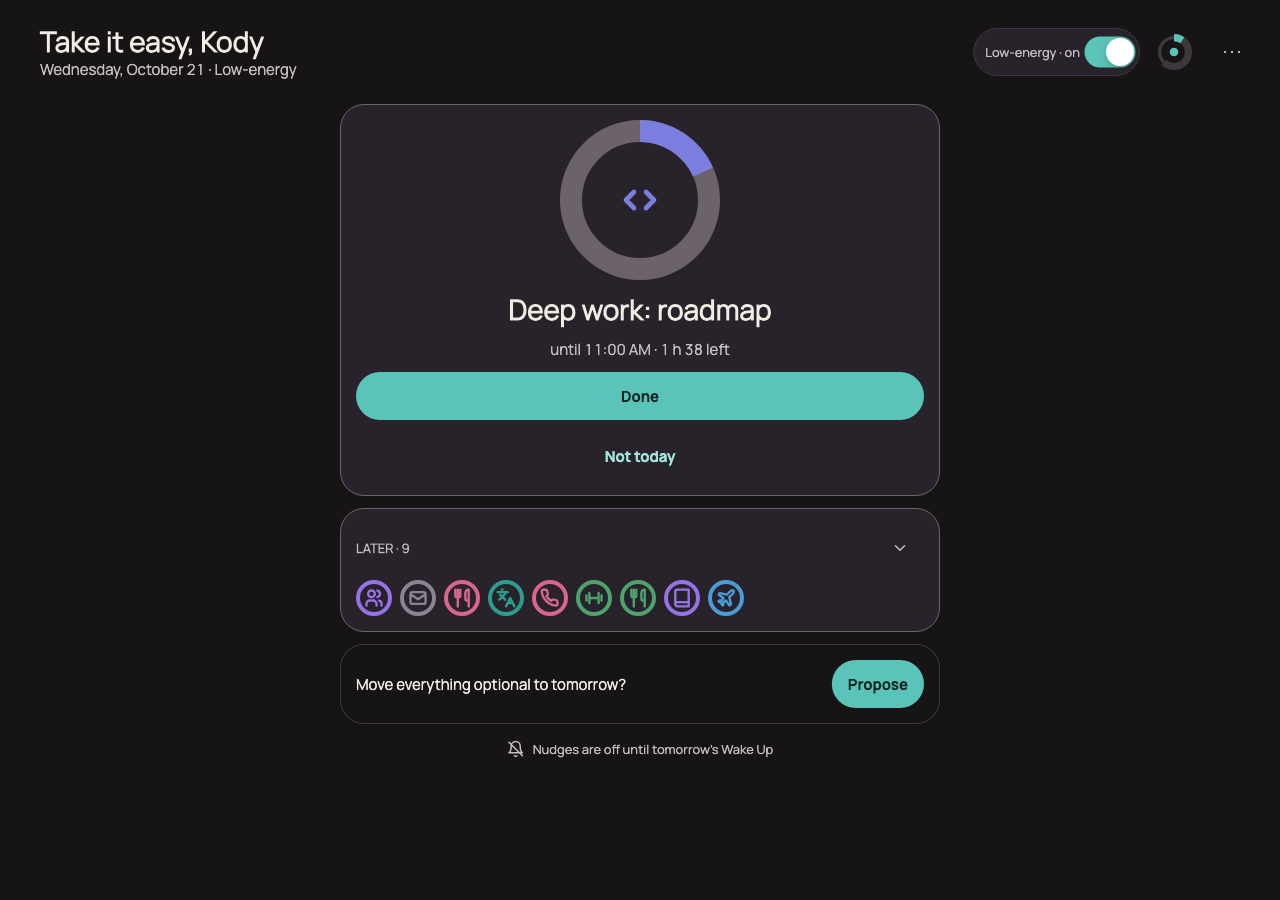 Take it easy, Kody
Wednesday, October 21 · Low-energy
Low-energy · on
Deep work: roadmap
until 11:00 AM · 1 h 38 left
Done
Not today
LATER · 9
Move everything optional to tomorrow?
Propose
Nudges are off until tomorrow's Wake Up